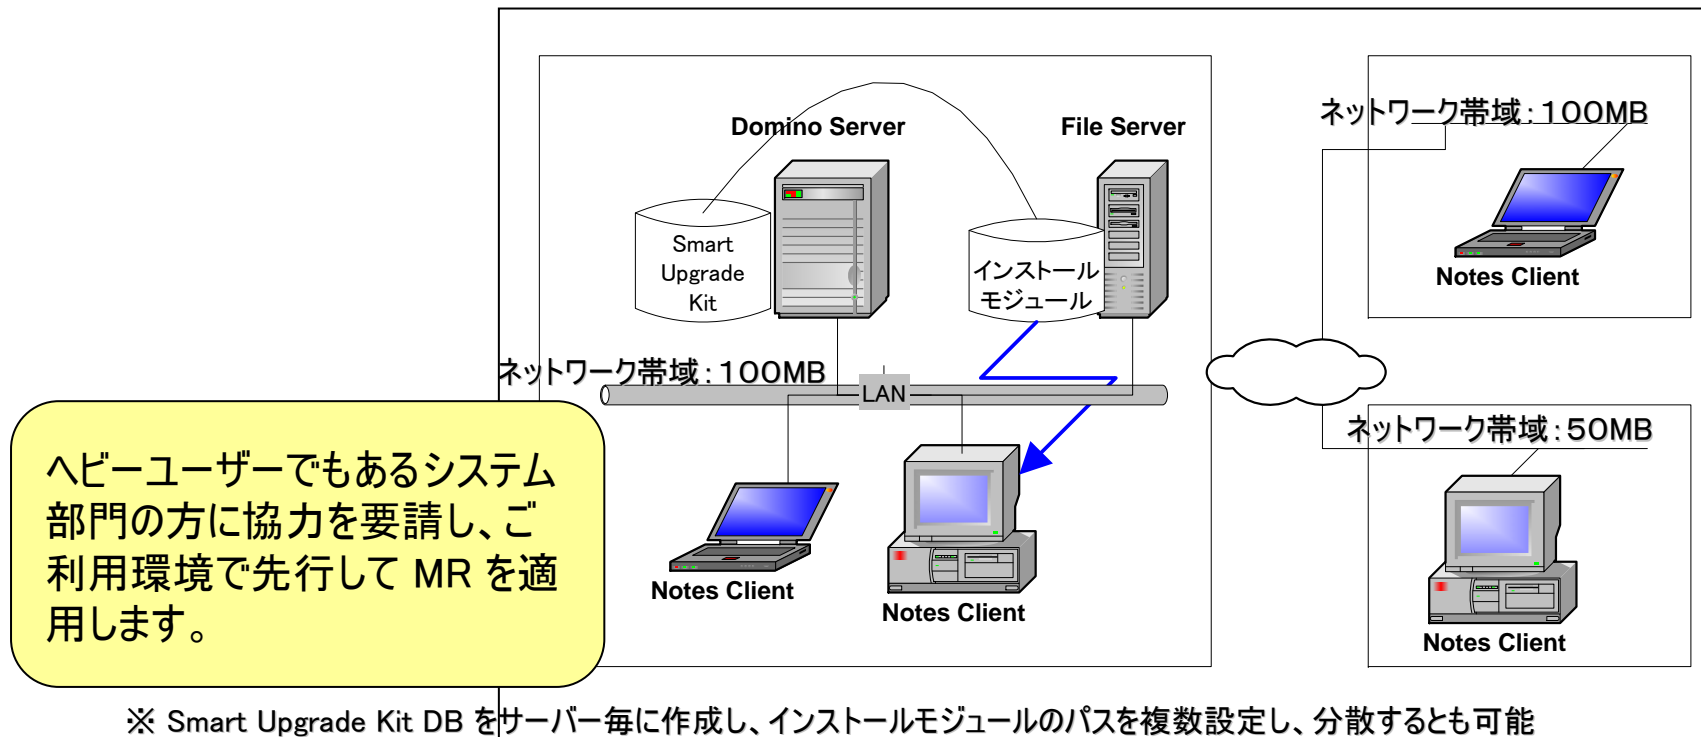 Domino Server
File Server
ネットワーク帯域：100MB
Smart
Upgrade
Kit
インストール
モジュール
Notes Client
ネットワーク帯域：100MB
LAN
ネットワーク帯域：50MB
ヘビーユーザーでもあるシステム
部門の方に協力を要請し、ご
利用環境で先行して MR を適
用します。
Notes Client
Notes Client
Notes Client
※ Smart Upgrade Kit DB をサーバー毎に作成し、インストールモジュールのパスを複数設定し、分散するとも可能